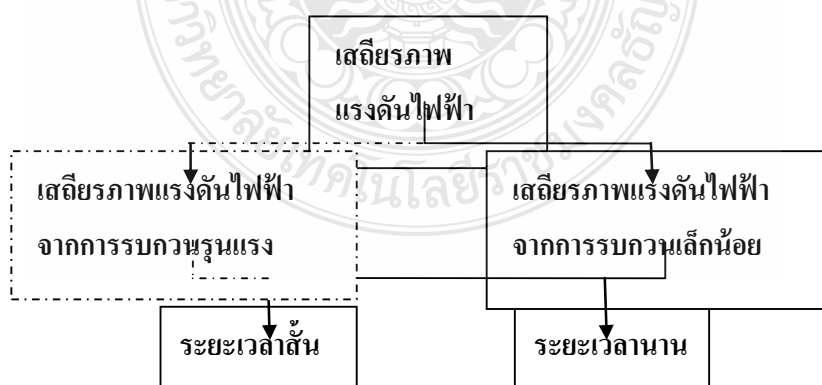 เสถียรภาพ
แรงดันไฟฟ้า
เสถียรภาพแรงดันไฟฟ้า
จากการรบกวนรุนแรง
เสถียรภาพแรงดันไฟฟ้า
จากการรบกวนเล็กน้อย
ระยะเวลาสั้น
ระยะเวลานาน